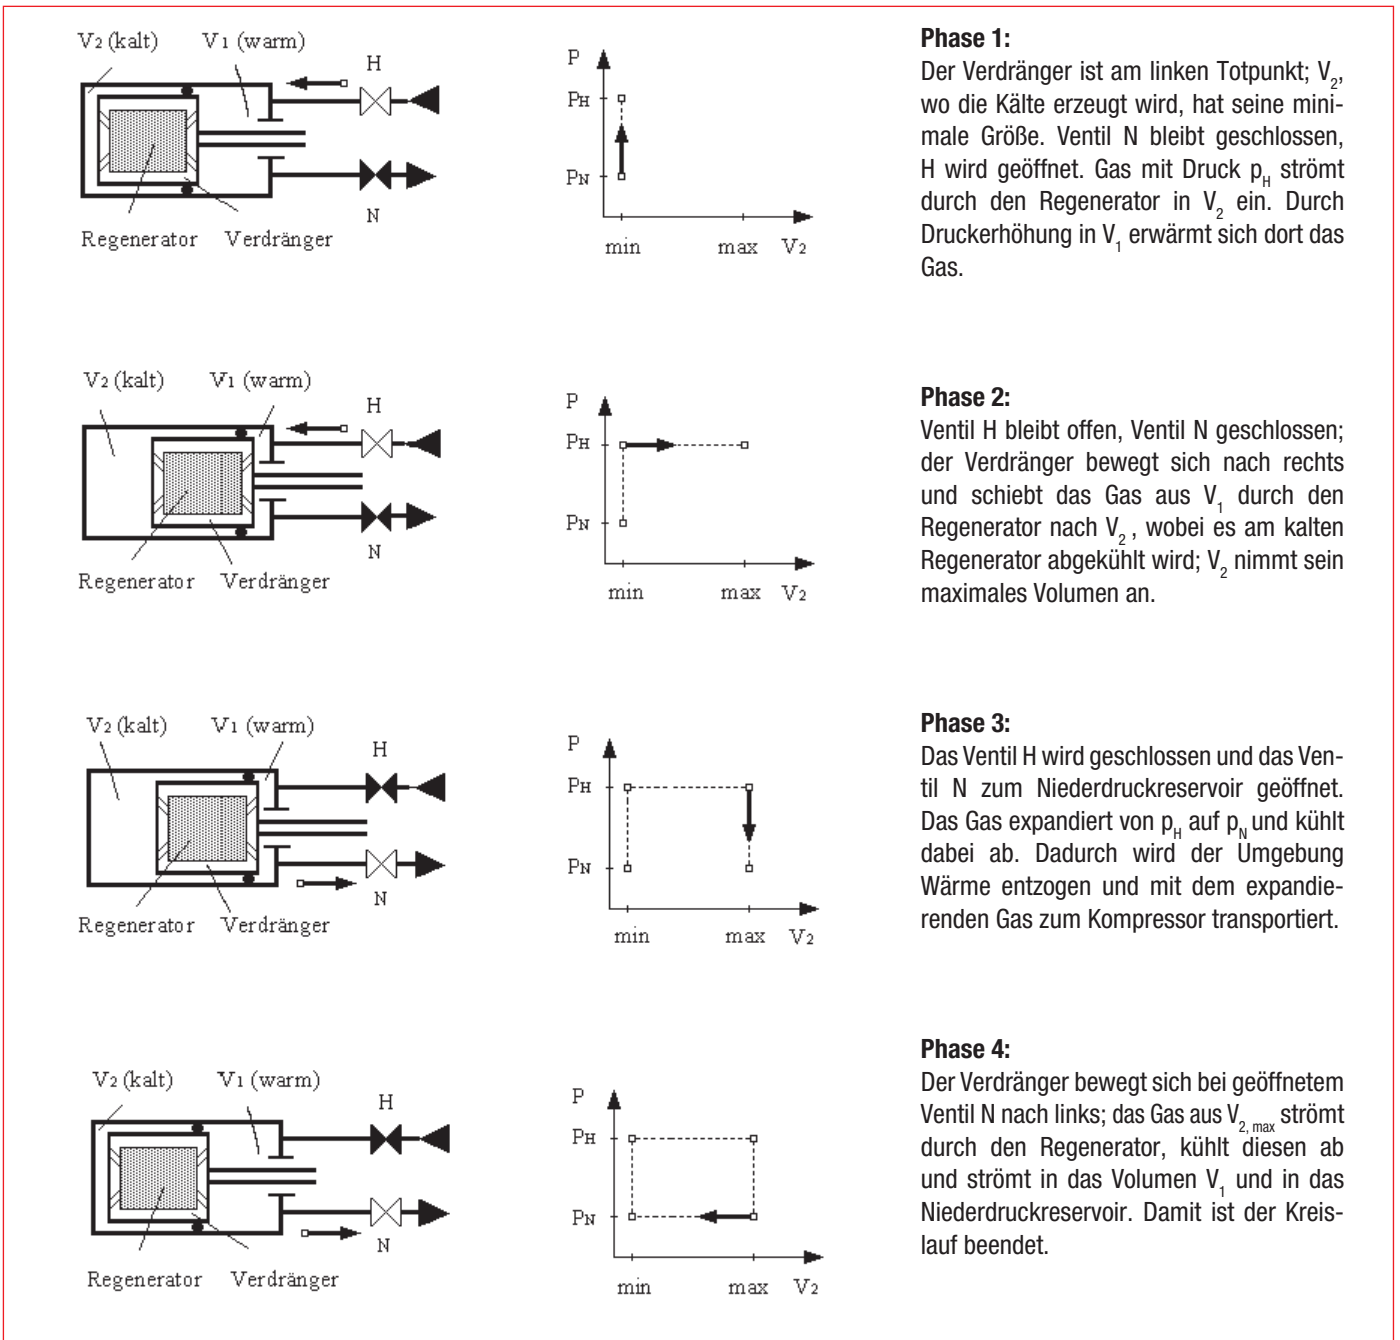 V2 (kalt) V1 (warm)
H
N
Regenerator Verdränger
P
PH
PN
min max V2
Phase 1:
Der Verdränger ist am linken Totpunkt; V2,
wo die Kälte erzeugt wird, hat seine mini-
male Größe. Ventil N bleibt geschlossen,
H wird geöffnet. Gas mit Druck pH strömt
durch den Regenerator in V2 ein. Durch
Druckerhöhung in V1 erwärmt sich dort das
Gas.
V2 (kalt) V1 (warm)
H
N
Regenerator Verdränger
P
PH
PN
min max V2
Phase 2:
Ventil H bleibt offen, Ventil N geschlossen;
der Verdränger bewegt sich nach rechts
und schiebt das Gas aus V1 durch den
Regenerator nach V2 , wobei es am kalten
Regenerator abgekühlt wird; V2 nimmt sein
maximales Volumen an.
V2 (kalt) V1 (warm)
H
N
Regenerator Verdränger
P
PH
PN
min max V2
Phase 3:
Das Ventil H wird geschlossen und das Ven-
til N zum Niederdruckreservoir geöffnet.
Das Gas expandiert von pH auf pN und kühlt
dabei ab. Dadurch wird der Umgebung
Wärme entzogen und mit dem expandie-
renden Gas zum Kompressor transportiert.
V2 (kalt) V1 (warm)
H
N
Regenerator Verdränger
P
PH
PN
min max V2
Phase 4:
Der Verdränger bewegt sich bei geöffnetem
Ventil N nach links; das Gas aus V2, max strömt
durch den Regenerator, kühlt diesen ab
und strömt in das Volumen V1 und in das
Niederdruckreservoir. Damit ist der Kreis-
lauf beendet.